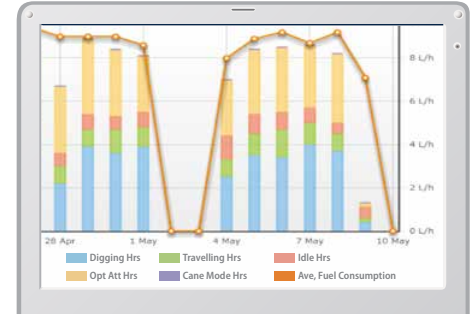 8 L/h
6 L/h
4 L/h
2 L/h
0 L/h
28 Apr 1 May 4 May 7 May 10 May
Digging Hrs Travelling Hrs Idle Hrs
Opt Att Hrs Cane Mode Hrs Ave, Fuel Consumption